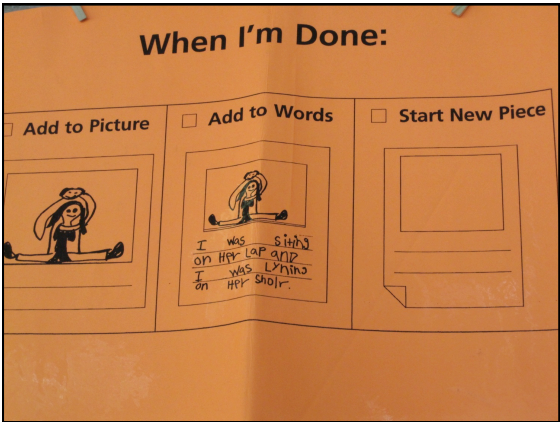 When I'm Done:
Add to Picture
Add to Words
Start New Piece
I was siting
on Her Lap and
I was Lyning
on Her Sholr.